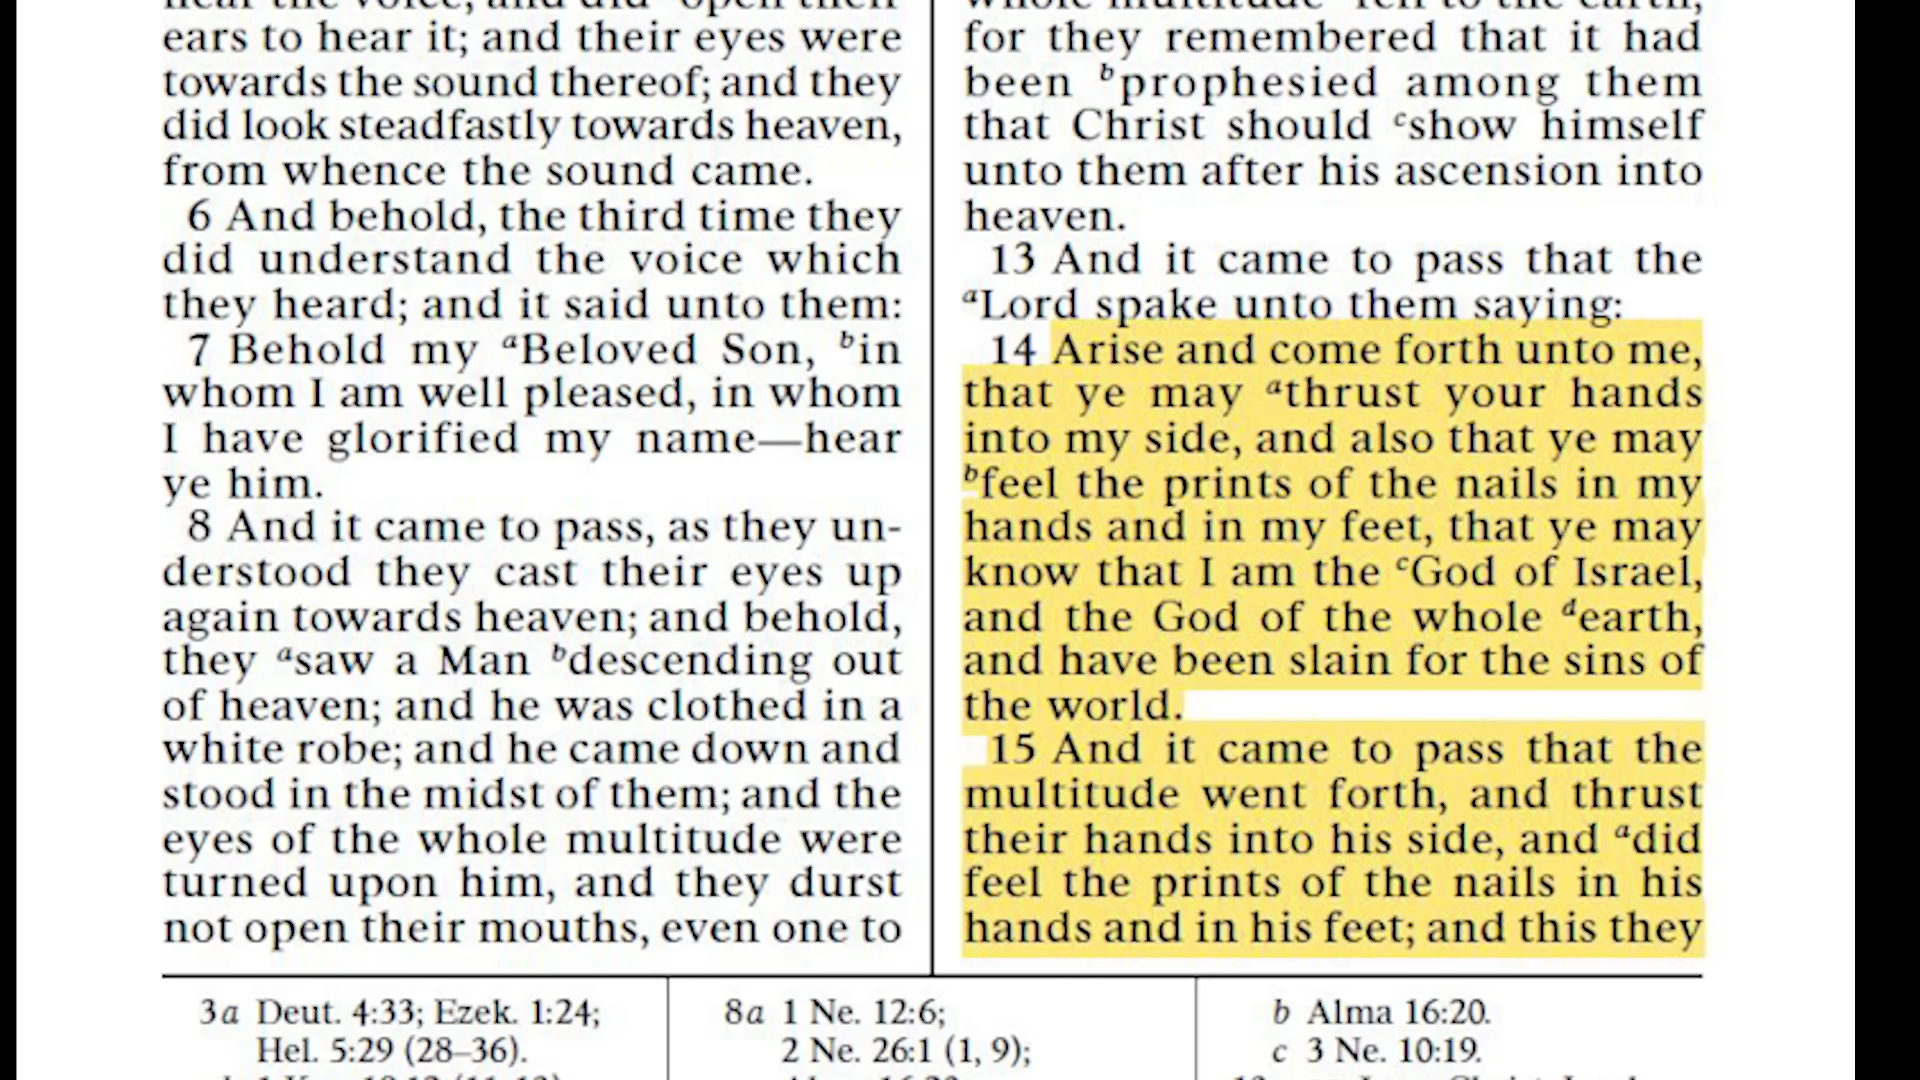 ears to hear it; and their eyes were
towards the sound thereof; and they
did look steadfastly towards heaven,
from whence the sound came.
6 And behold, the third time they
did understand the voice which
they heard; and it said unto them:
7 Behold my aBeloved Son, bin
whom I am well pleased, in whom
I have glorified my name—hear
ye him.
8 And it came to pass, as they un-
derstood they cast their eyes up
again towards heaven; and behold,
they asaw a Man bdescending out
of heaven; and he was clothed in a
white robe; and he came down and
stood in the midst of them; and the
eyes of the whole multitude were
turned upon him, and they durst
not open their mouths, even one to
for they remembered that it had
been bprophesied among them
that Christ should cshow himself
unto them after his ascension into
heaven.
13 And it came to pass that the
aLord spake unto them saying:
14 Arise and come forth unto me,
that ye may athrust your hands
into my side, and also that ye may
bfeel the prints of the nails in my
hands and in my feet, that ye may
know that I am the cGod of Israel,
and the God of the whole dearth,
and have been slain for the sins of
the world.
15 And it came to pass that the
multitude went forth, and thrust
their hands into his side, and adid
feel the prints of the nails in his
hands and in his feet; and this they
3a Deut. 4:33; Ezek. 1:24;
Hel. 5:29 (28–36).
8a 1 Ne. 12:6;
2 Ne. 26:1 (1, 9);
b Alma 16:20.
c 3 Ne. 10:19.